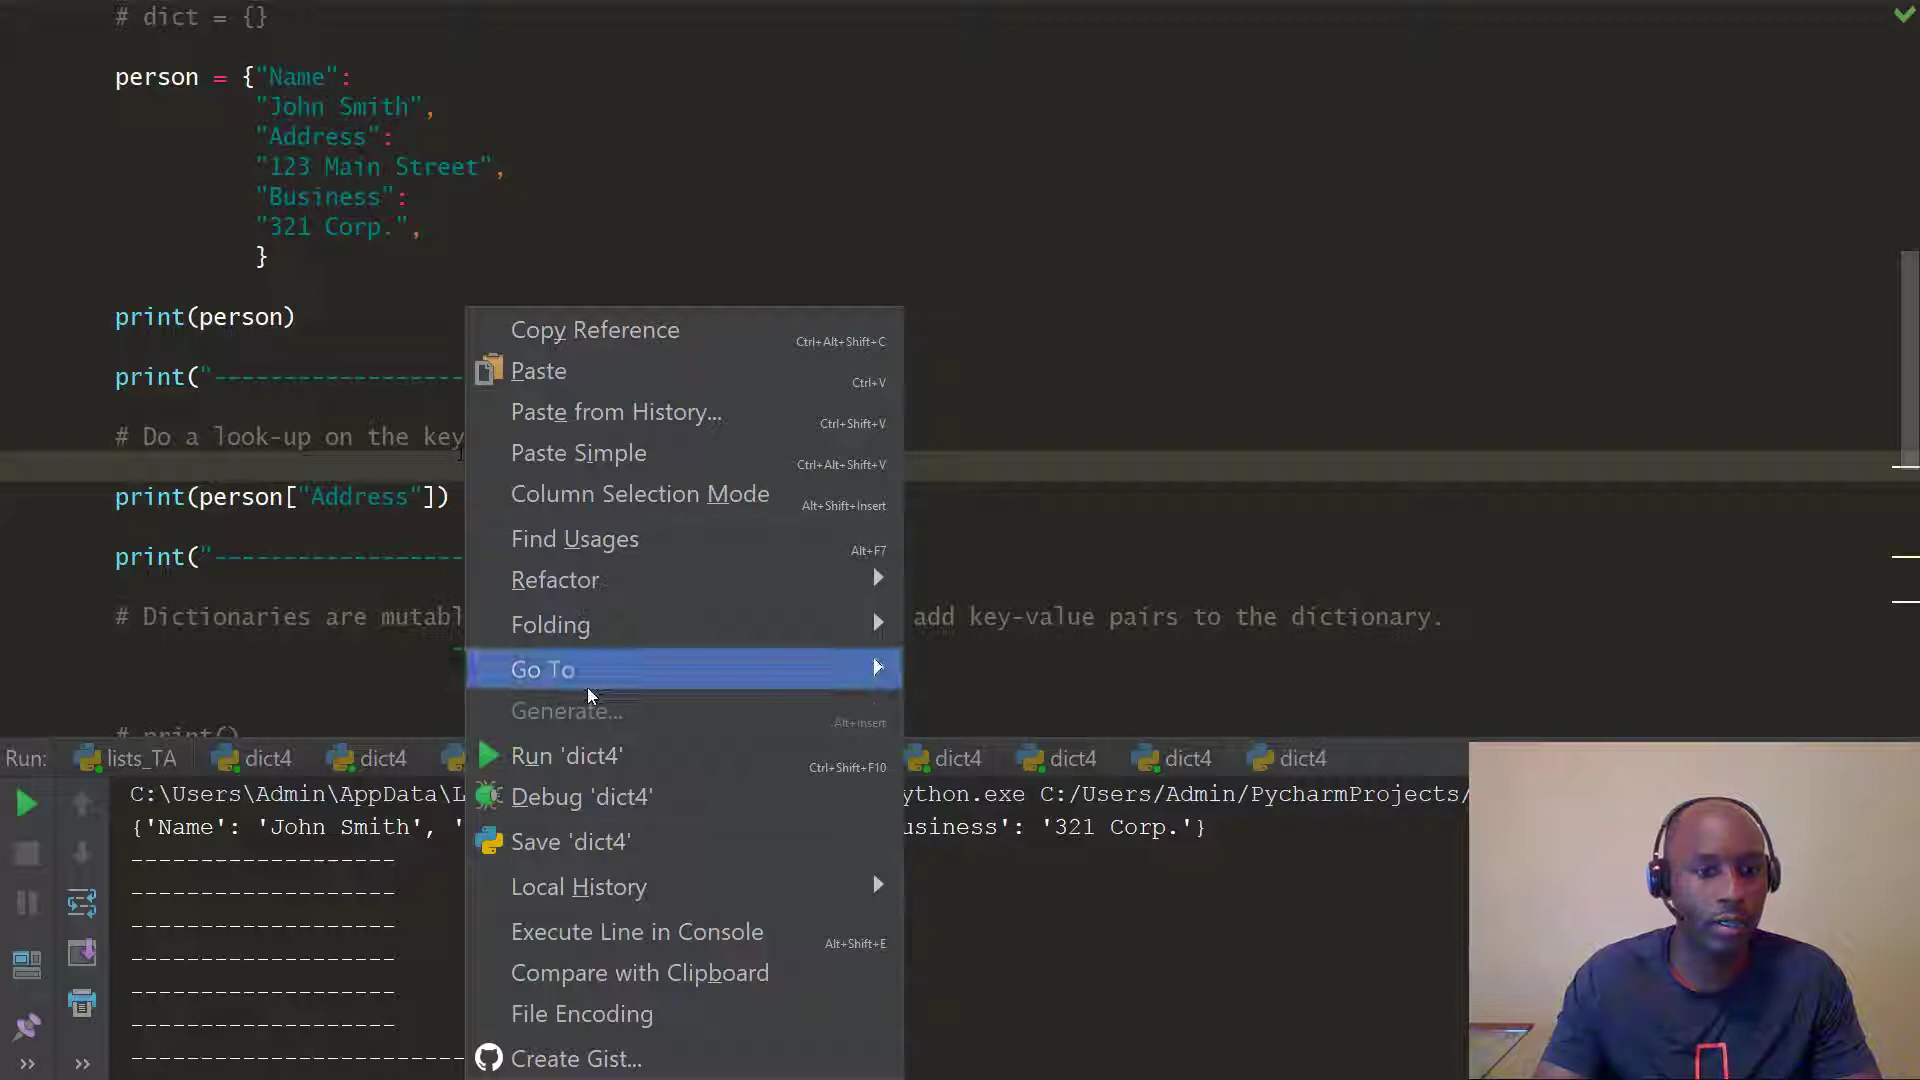 # dict = {}
person = {"Name":
"John Smith",
"Address":
"123 Main Street",
"Business":
"321 Corp.",
}
print(person)
print("------------------
# Do a look-up on the key
print(person["Address"])
print("------------------
# Dictionaries are mutabl add key-value pairs to the dictionary.
# print()
Copy Reference Ctrl+Alt+Shift+C
Paste Ctrl+V
Paste from History... Ctrl+Shift+V
Paste Simple Ctrl+Alt+Shift+V
Column Selection Mode Alt+Shift+Insert
Find Usages Alt+F7
Refactor
Folding
Go To
Generate... Alt+Insert
Run 'dict4' Ctrl+Shift+F10
Debug 'dict4'
Save 'dict4'
Local History
Execute Line in Console Alt+Shift+E
Compare with Clipboard
File Encoding
Create Gist...
Run: lists_TA dict4 dict4 dict4 dict4 dict4 dict4
C:\Users\Admin\AppData\L ython.exe C:/Users/Admin/PycharmProjects/
{'Name': 'John Smith', ' usiness': '321 Corp.'}
-------------------
-------------------
-------------------
-------------------
-------------------
-------------------
------------------------